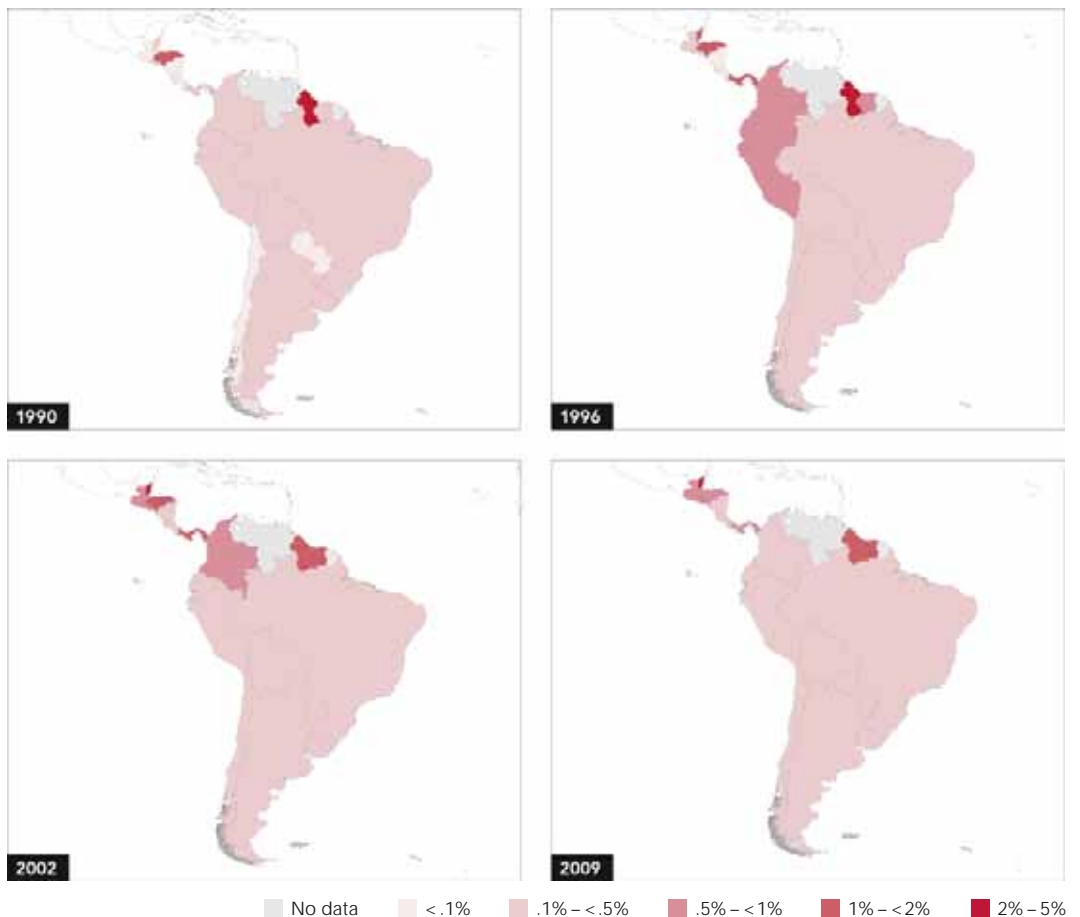 1990
1996
2002
2009
No data
<.1%
.1% – <.5%
.5% – <1%
1% – <2%
2% – 5%